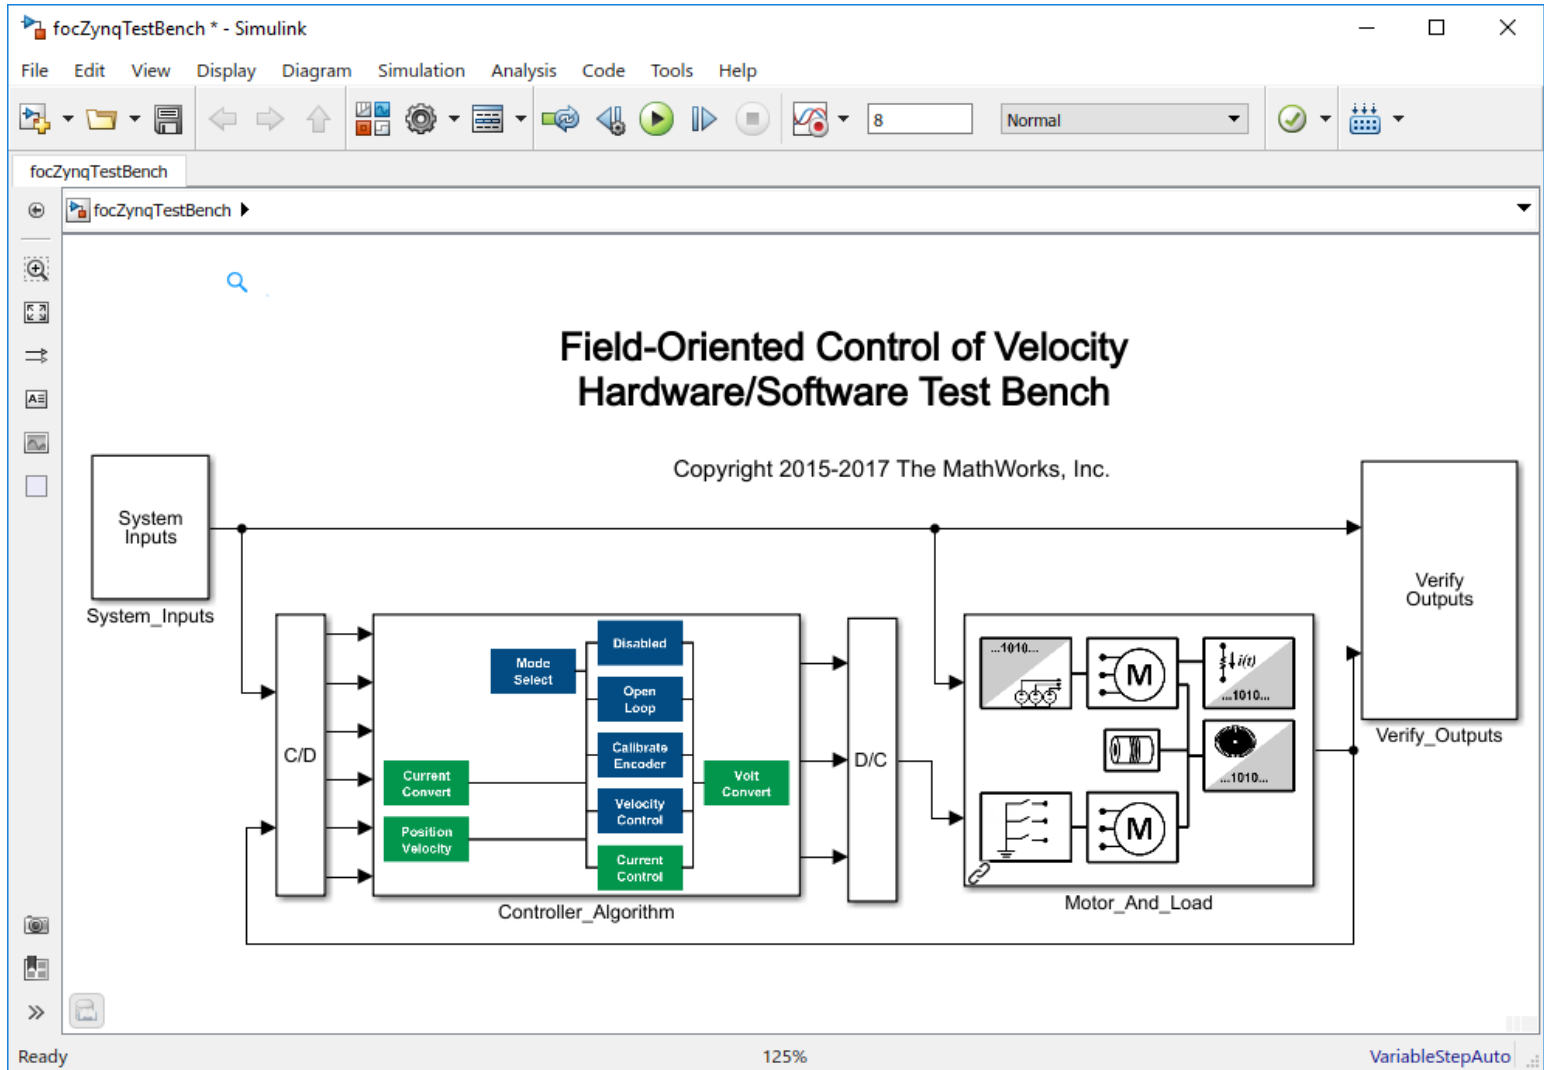 focZynqTestBench * - Simulink
File Edit View Display Diagram Simulation Analysis Code Tools Help
8
Normal
focZynqTestBench
focZynqTestBench
Field-Oriented Control of Velocity
Hardware/Software Test Bench
Copyright 2015-2017 The MathWorks, Inc.
System
Inputs
System_Inputs
C/D
Mode
Select
Disabled
Open
Loop
Calibrate
Encoder
Velocity
Control
Current
Control
Current
Convert
Position
Velocity
Volt
Convert
Controller_Algorithm
D/C
...1010...
M
i(t)
...1010...
...1010...
M
Motor_And_Load
Verify
Outputs
Verify_Outputs
Ready
125%
VariableStepAuto